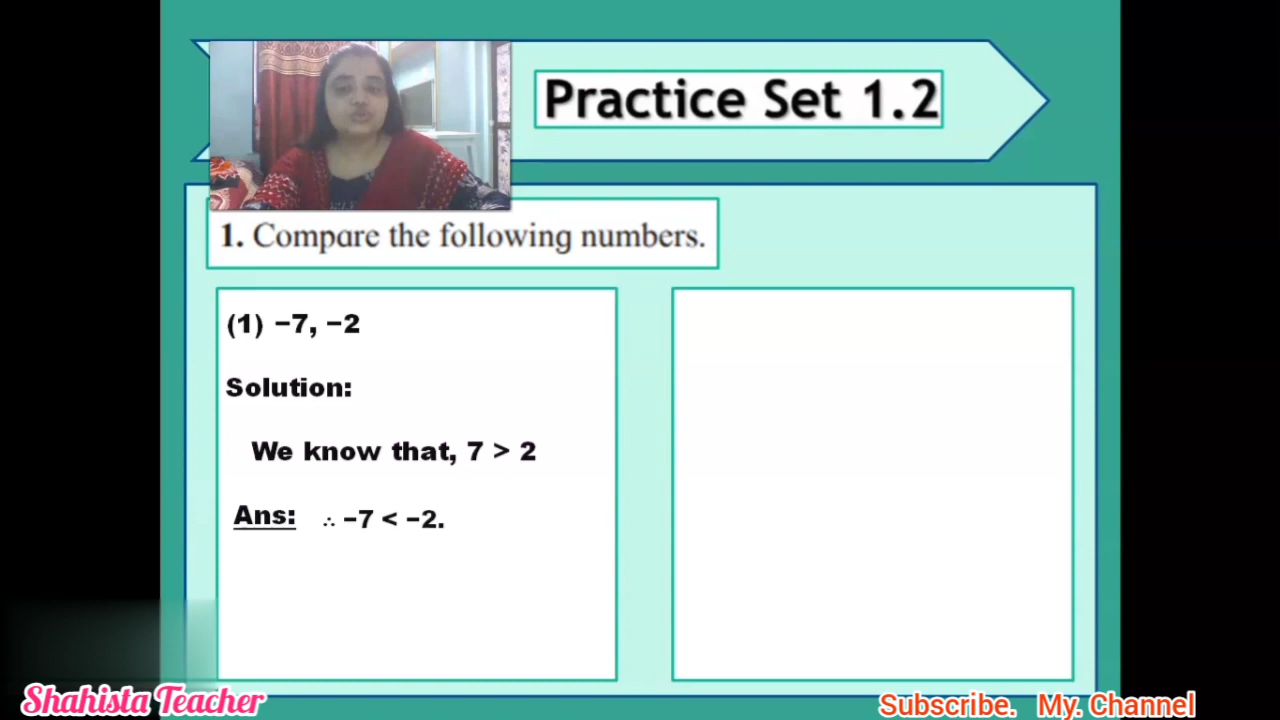 Practice Set 1.2
1. Compare the following numbers.
(1) −7, −2
Solution:
We know that, 7 > 2
Ans: ∴ −7 < −2.
Shahista Teacher
Subscribe. My. Channel